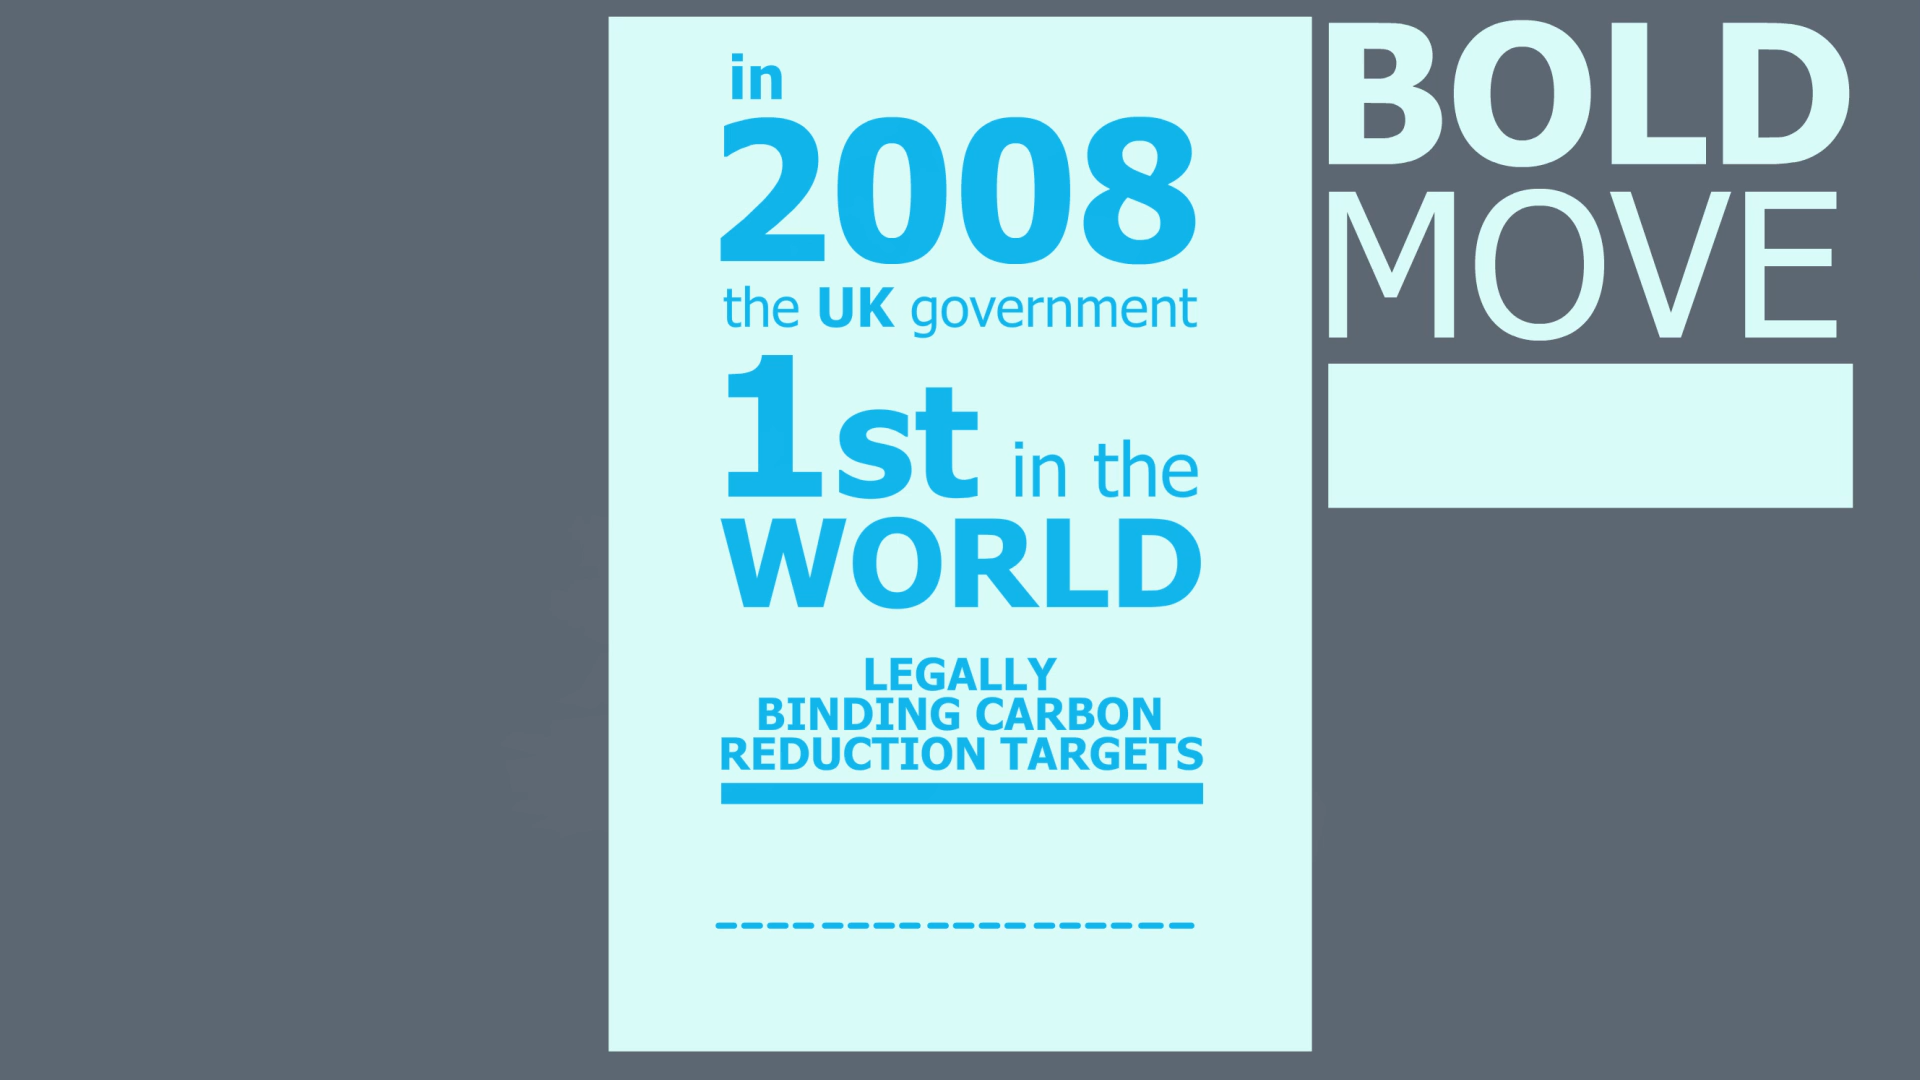 in
2008
the UK government
1st in the
WORLD
LEGALLY
BINDING CARBON
REDUCTION TARGETS
BOLD
MOVE